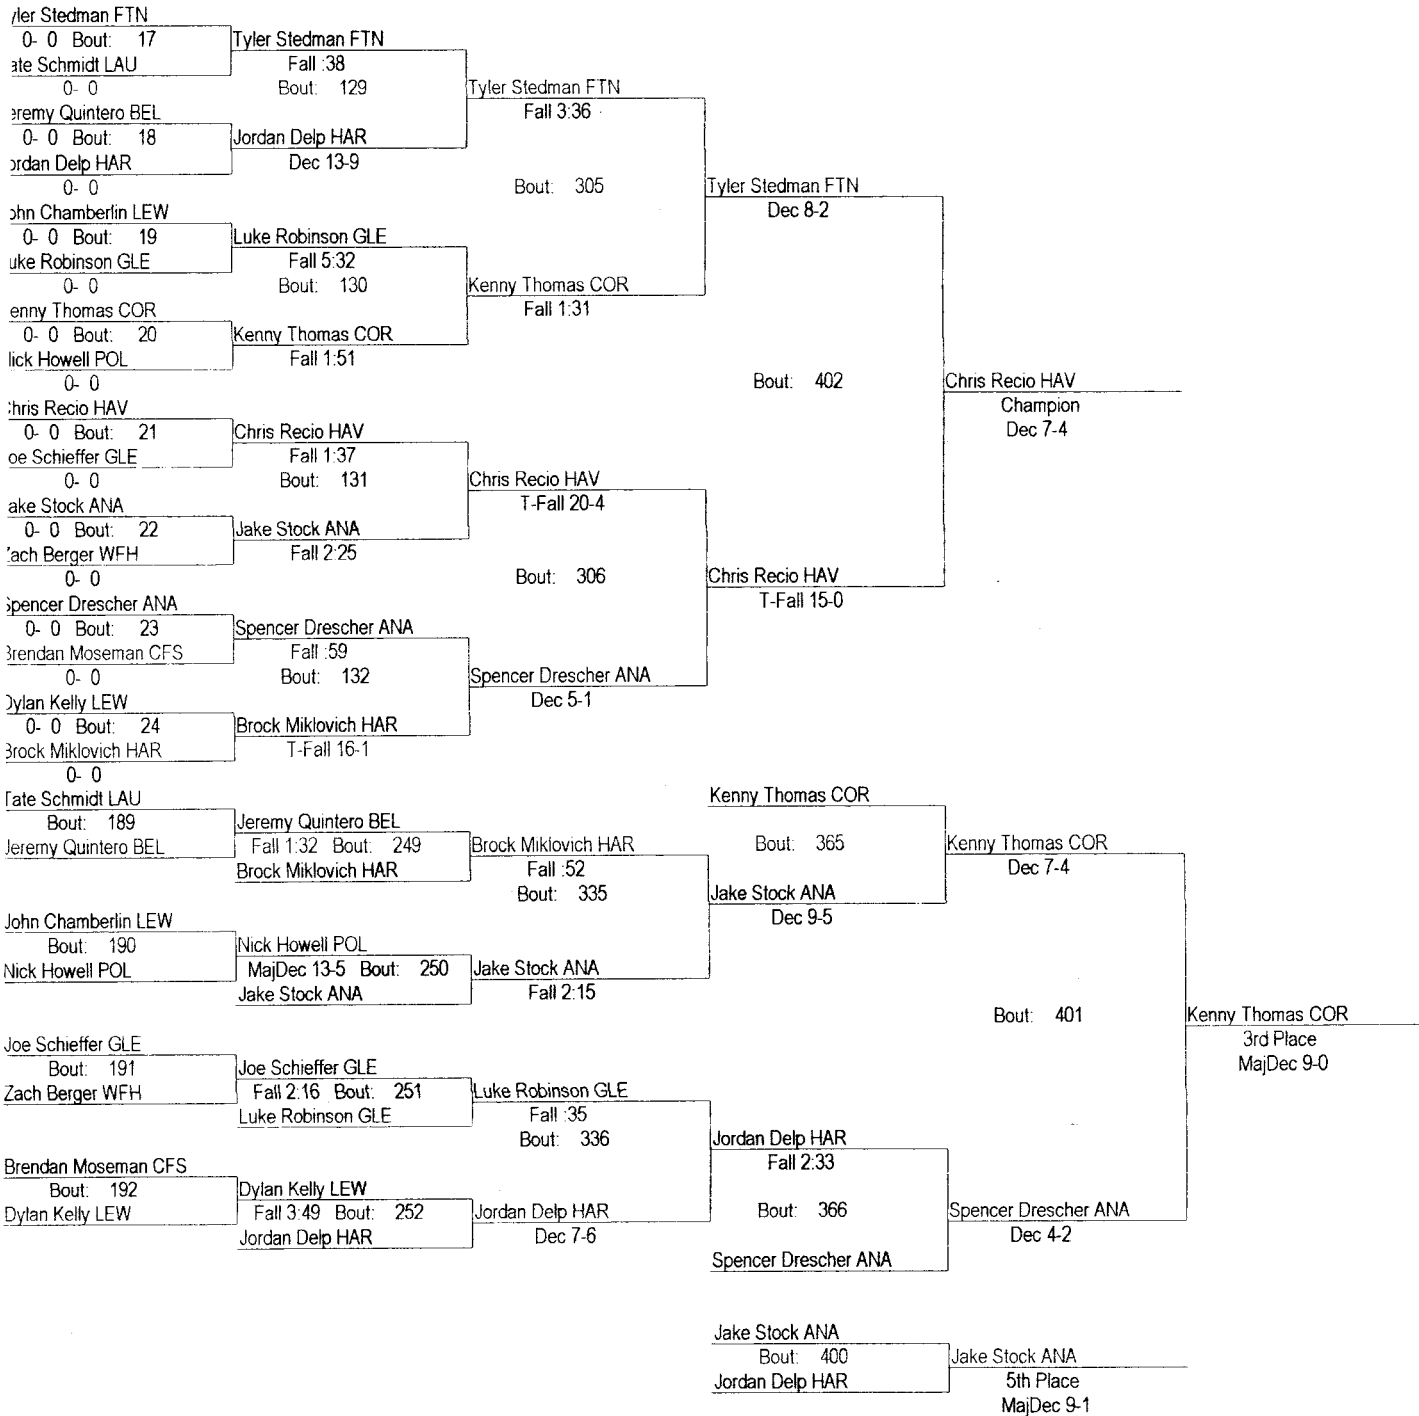 yler Stedman FTN
0- 0 Bout: 17
Tyler Stedman FTN
ate Schmidt LAU
Fall :38
0- 0
Bout: 129
Tyler Stedman FTN
eremy Quintero BEL
Fall 3:36
0- 0 Bout: 18
Jordan Delp HAR
ordan Delp HAR
Dec 13-9
0- 0
Bout: 305
Tyler Stedman FTN
ohn Chamberlin LEW
Dec 8-2
0- 0 Bout: 19
Luke Robinson GLE
uke Robinson GLE
Fall 5:32
0- 0
Bout: 130
Kenny Thomas COR
enny Thomas COR
Fall 1:31
0- 0 Bout: 20
Kenny Thomas COR
lick Howell POL
Fall 1:51
0- 0
Bout: 402
Chris Recio HAV
hris Recio HAV
Champion
0- 0 Bout: 21
Chris Recio HAV
Dec 7-4
oe Schieffer GLE
Fall 1:37
0- 0
Bout: 131
Chris Recio HAV
ake Stock ANA
T-Fall 20-4
0- 0 Bout: 22
Jake Stock ANA
ach Berger WFH
Fall 2:25
0- 0
Bout: 306
Chris Recio HAV
Spencer Drescher ANA
T-Fall 15-0
0- 0 Bout: 23
Spencer Drescher ANA
Brendan Moseman CFS
Fall :59
0- 0
Bout: 132
Spencer Drescher ANA
Dylan Kelly LEW
Dec 5-1
0- 0 Bout: 24
Brock Miklovich HAR
Brock Miklovich HAR
T-Fall 16-1
0- 0
Tate Schmidt LAU
Kenny Thomas COR
Bout: 189
Jeremy Quintero BEL
Jeremy Quintero BEL
Fall 1:32 Bout: 249
Brock Miklovich HAR
Bout: 365
Kenny Thomas COR
Brock Miklovich HAR
Fall :52
Dec 7-4
Bout: 335
Jake Stock ANA
John Chamberlin LEW
Dec 9-5
Bout: 190
Nick Howell POL
Nick Howell POL
MajDec 13-5 Bout: 250
Jake Stock ANA
Jake Stock ANA
Fall 2:15
Bout: 401
Kenny Thomas COR
Joe Schieffer GLE
3rd Place
Bout: 191
Joe Schieffer GLE
MajDec 9-0
Zach Berger WFH
Fall 2:16 Bout: 251
Luke Robinson GLE
Luke Robinson GLE
Fall :35
Bout: 336
Jordan Delp HAR
Brendan Moseman CFS
Fall 2:33
Bout: 192
Dylan Kelly LEW
Dylan Kelly LEW
Fall 3:49 Bout: 252
Jordan Delp HAR
Bout: 366
Spencer Drescher ANA
Jordan Delp HAR
Dec 7-6
Dec 4-2
Spencer Drescher ANA
Jake Stock ANA
Bout: 400
Jake Stock ANA
Jordan Delp HAR
5th Place
MajDec 9-1